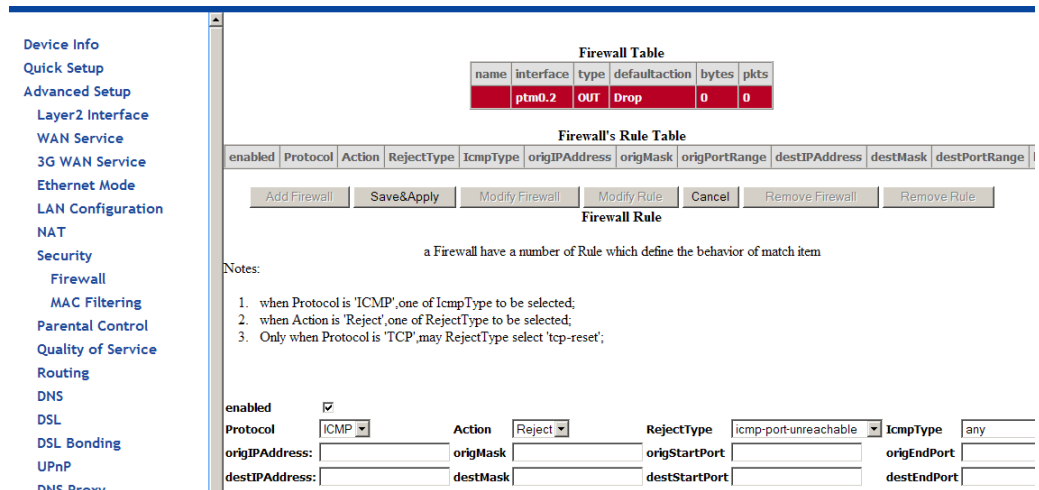 Device Info
Quick Setup
Advanced Setup
Layer2 Interface
WAN Service
3G WAN Service
Ethernet Mode
LAN Configuration
NAT
Security
Firewall
MAC Filtering
Parental Control
Quality of Service
Routing
DNS
DSL
DSL Bonding
UPnP
DNS Proxy
Firewall Table
name interface type defaultaction bytes pkts
ptm0.2 OUT Drop 0 0
Firewall's Rule Table
enabled Protocol Action RejectType IcmpType origIPAddress origMask origPortRange destIPAddress destMask destPortRange
Add Firewall Save&Apply Modify Firewall Modify Rule Cancel Remove Firewall Remove Rule
Firewall Rule
a Firewall have a number of Rule which define the behavior of match item
Notes:
1. when Protocol is 'ICMP',one of IcmpType to be selected;
2. when Action is 'Reject',one of RejectType to be selected;
3. Only when Protocol is 'TCP',may RejectType select 'tcp-reset';
enabled
Protocol ICMP Action Reject RejectType icmp-port-unreachable IcmpType any
origIPAddress: origMask origStartPort origEndPort
destIPAddress: destMask destStartPort destEndPort